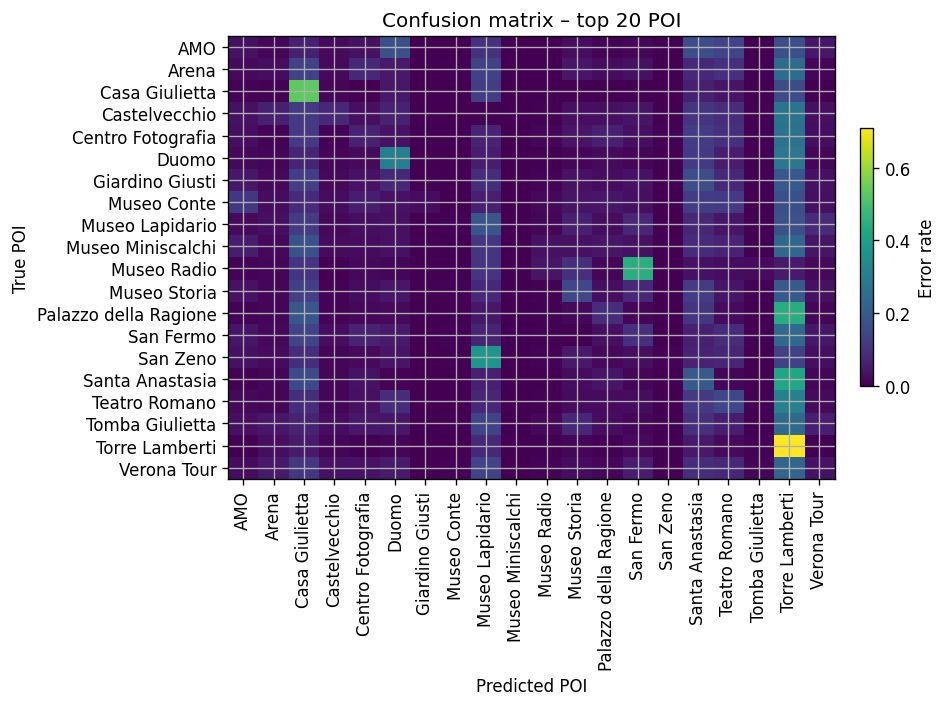 Confusion matrix – top 20 POI
True POI
AMO
Arena
Casa Giulietta
Castelvecchio
Centro Fotografia
Duomo
Giardino Giusti
Museo Conte
Museo Lapidario
Museo Miniscalchi
Museo Radio
Museo Storia
Palazzo della Ragione
San Fermo
San Zeno
Santa Anastasia
Teatro Romano
Tomba Giulietta
Torre Lamberti
Verona Tour
AMO
Arena
Casa Giulietta
Castelvecchio
Centro Fotografia
Duomo
Giardino Giusti
Museo Conte
Museo Lapidario
Museo Miniscalchi
Museo Radio
Museo Storia
Palazzo della Ragione
San Fermo
San Zeno
Santa Anastasia
Teatro Romano
Tomba Giulietta
Torre Lamberti
Verona Tour
Predicted POI
0.6
0.4
0.2
0.0
Error rate